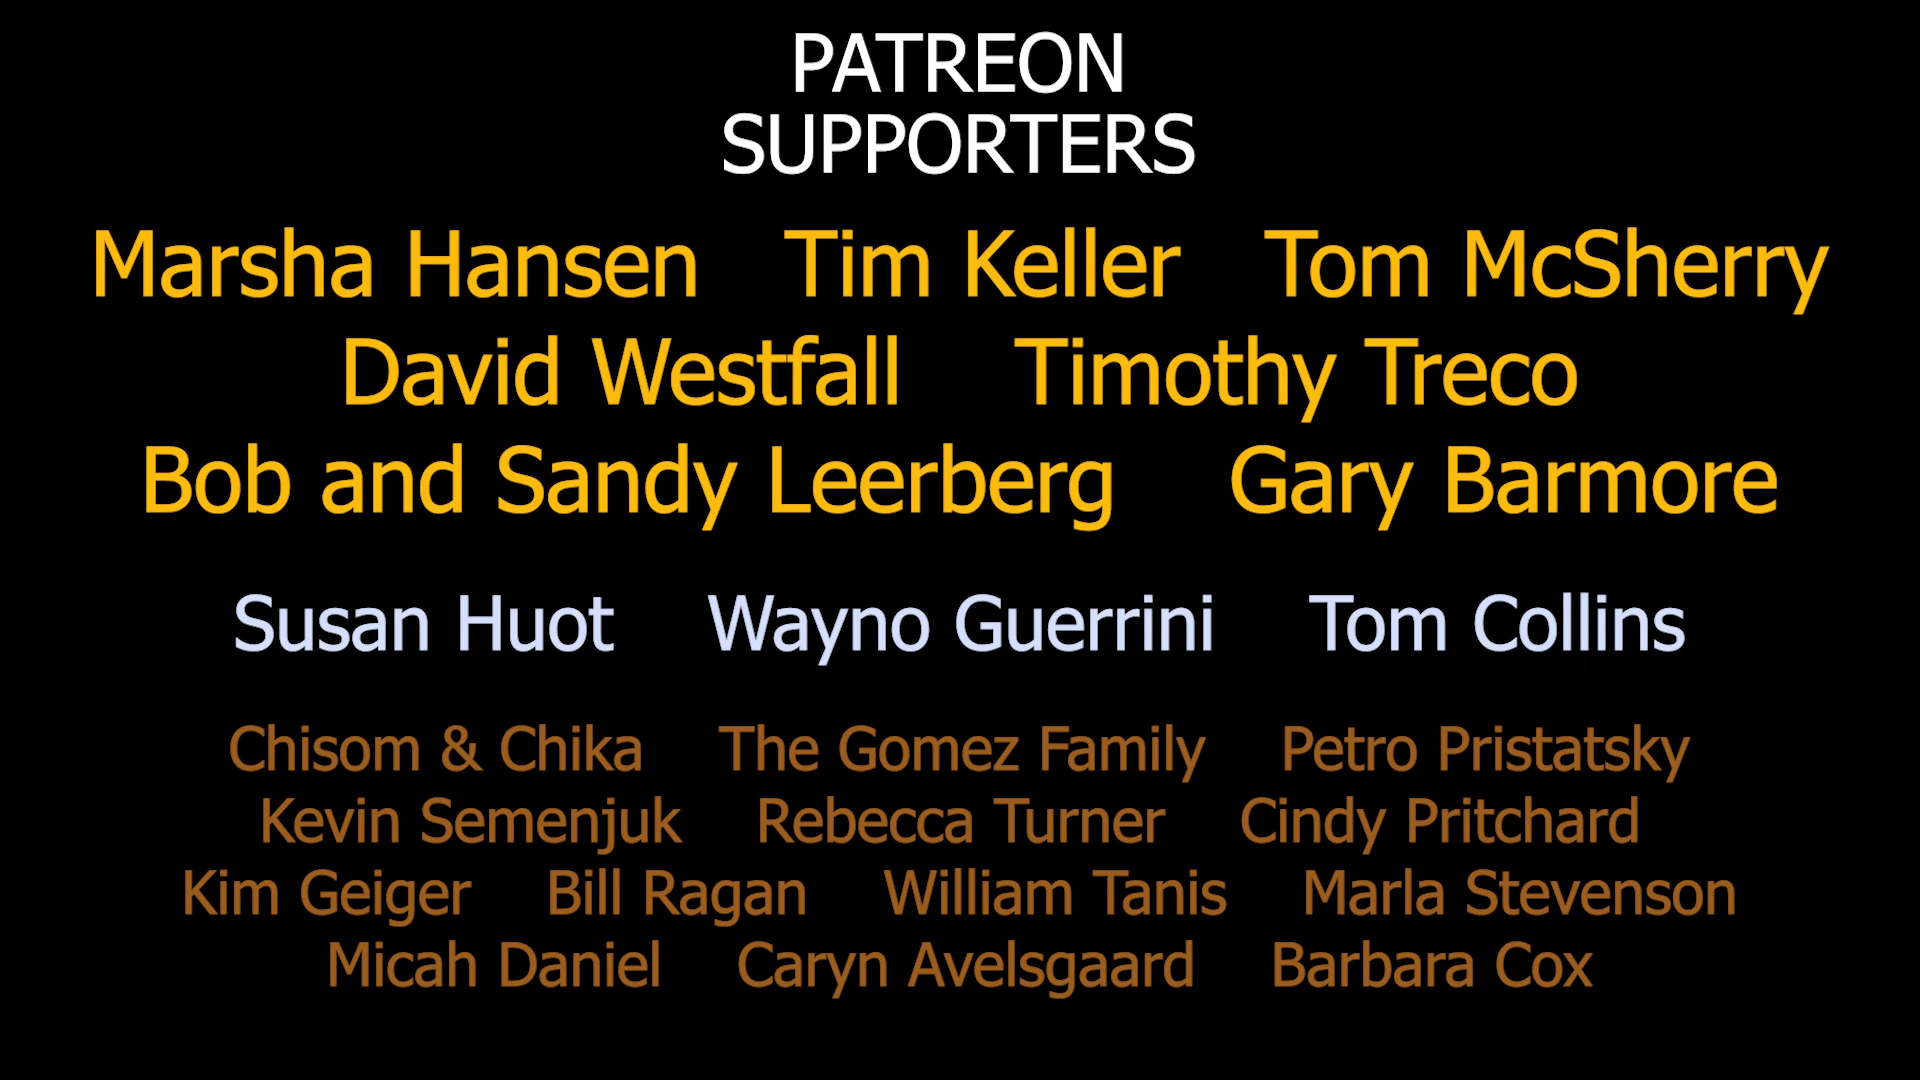 PATREON
SUPPORTERS
Marsha Hansen Tim Keller Tom McSherry
David Westfall Timothy Treco
Bob and Sandy Leerberg Gary Barmore
Susan Huot Wayno Guerrini Tom Collins
Chisom & Chika The Gomez Family Petro Pristatsky
Kevin Semenjuk Rebecca Turner Cindy Pritchard
Kim Geiger Bill Ragan William Tanis Marla Stevenson
Micah Daniel Caryn Avelsgaard Barbara Cox